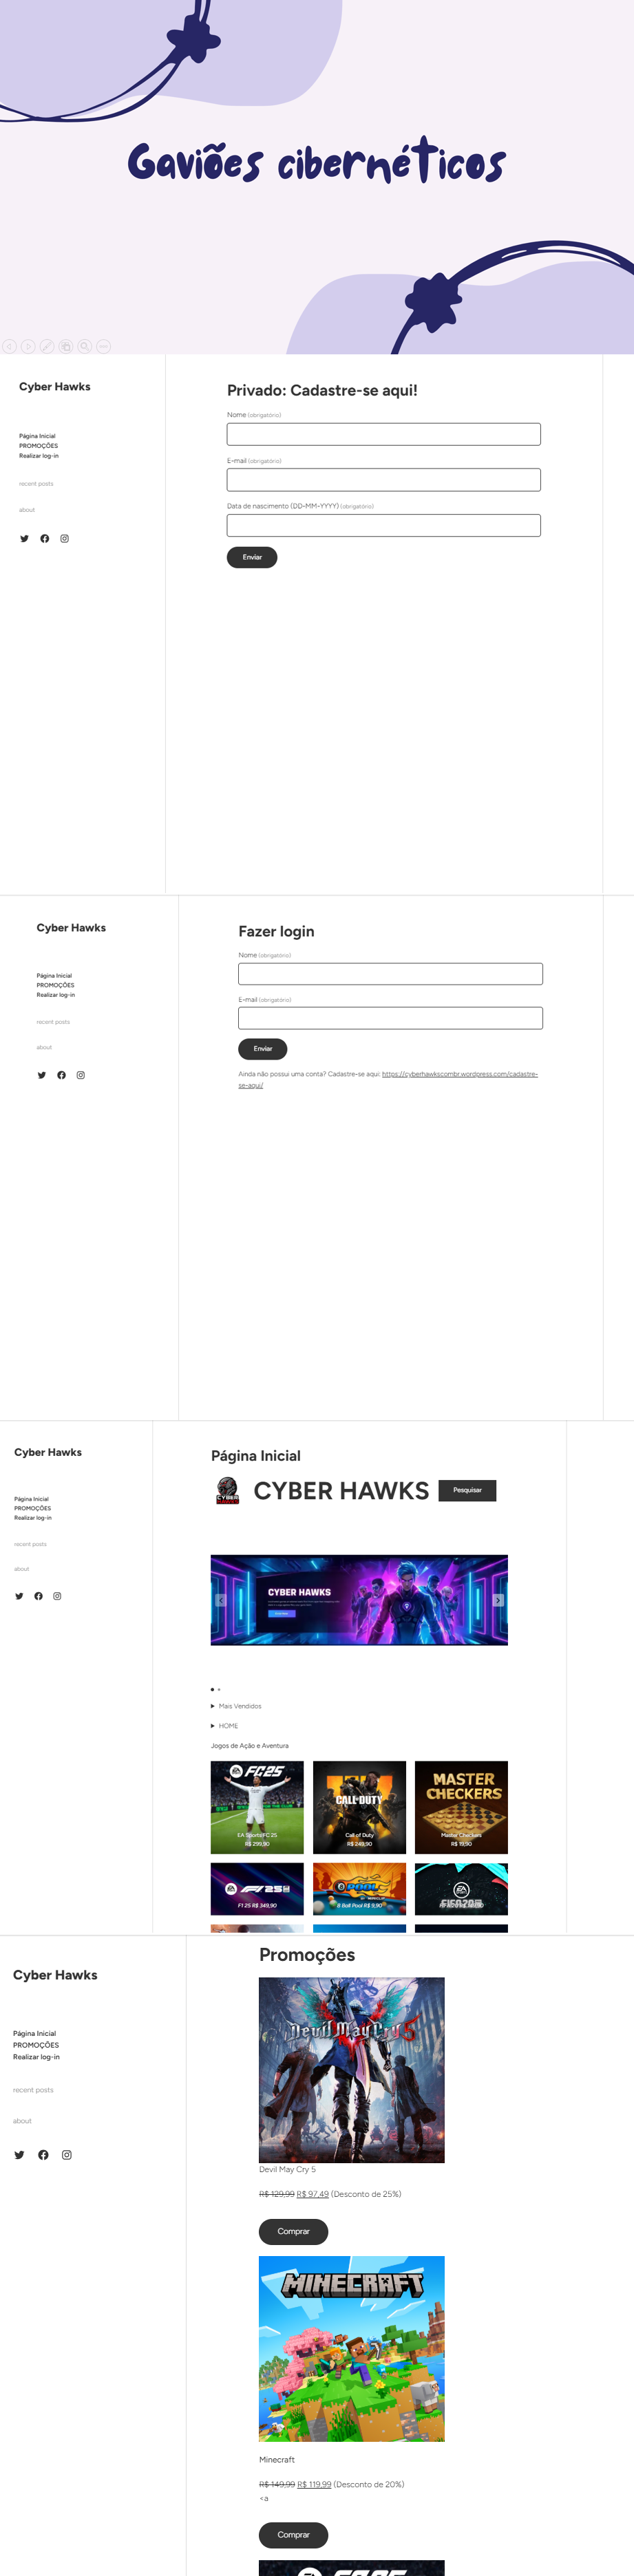 Gaviões cibernéticos
Cyber Hawks
Página Inicial
PROMOÇÕES
Realizar log-in
recent posts
about
Privado: Cadastre-se aqui!
Nome (obrigatório)
E-mail (obrigatório)
Data de nascimento (DD-MM-YYYY) (obrigatório)
Enviar
Cyber Hawks
Página Inicial
PROMOÇÕES
Realizar log-in
recent posts
about
Fazer login
Nome (obrigatório)
E-mail (obrigatório)
Enviar
Ainda não possui uma conta? Cadastre-se aqui: https://cyberhawkscombr.wordpress.com/cadastre-
se-aqui/
Cyber Hawks
Página Inicial
PROMOÇÕES
Realizar log-in
recent posts
about
Página Inicial
CYBER HAWKS
Pesquisar
CYBER HAWKS
Mais Vendidos
HOME
Jogos de Ação e Aventura
FC25
EA Sports FC 25
R$ 299,90
CALL OF DUTY
Call of Duty
R$ 249,90
MASTER
CHECKERS
Master Checkers
R$ 19,90
F1 25
F1 25 R$ 349,90
8 Ball Pool R$ 9,90
EA
Cyber Hawks
Página Inicial
PROMOÇÕES
Realizar log-in
recent posts
about
Promoções
Devil May Cry 5
Devil May Cry 5
R$ 129,99 R$ 97,49 (Desconto de 25%)
Comprar
MINECRAFT
Minecraft
R$ 149,99 R$ 119,99 (Desconto de 20%)
<a
Comprar